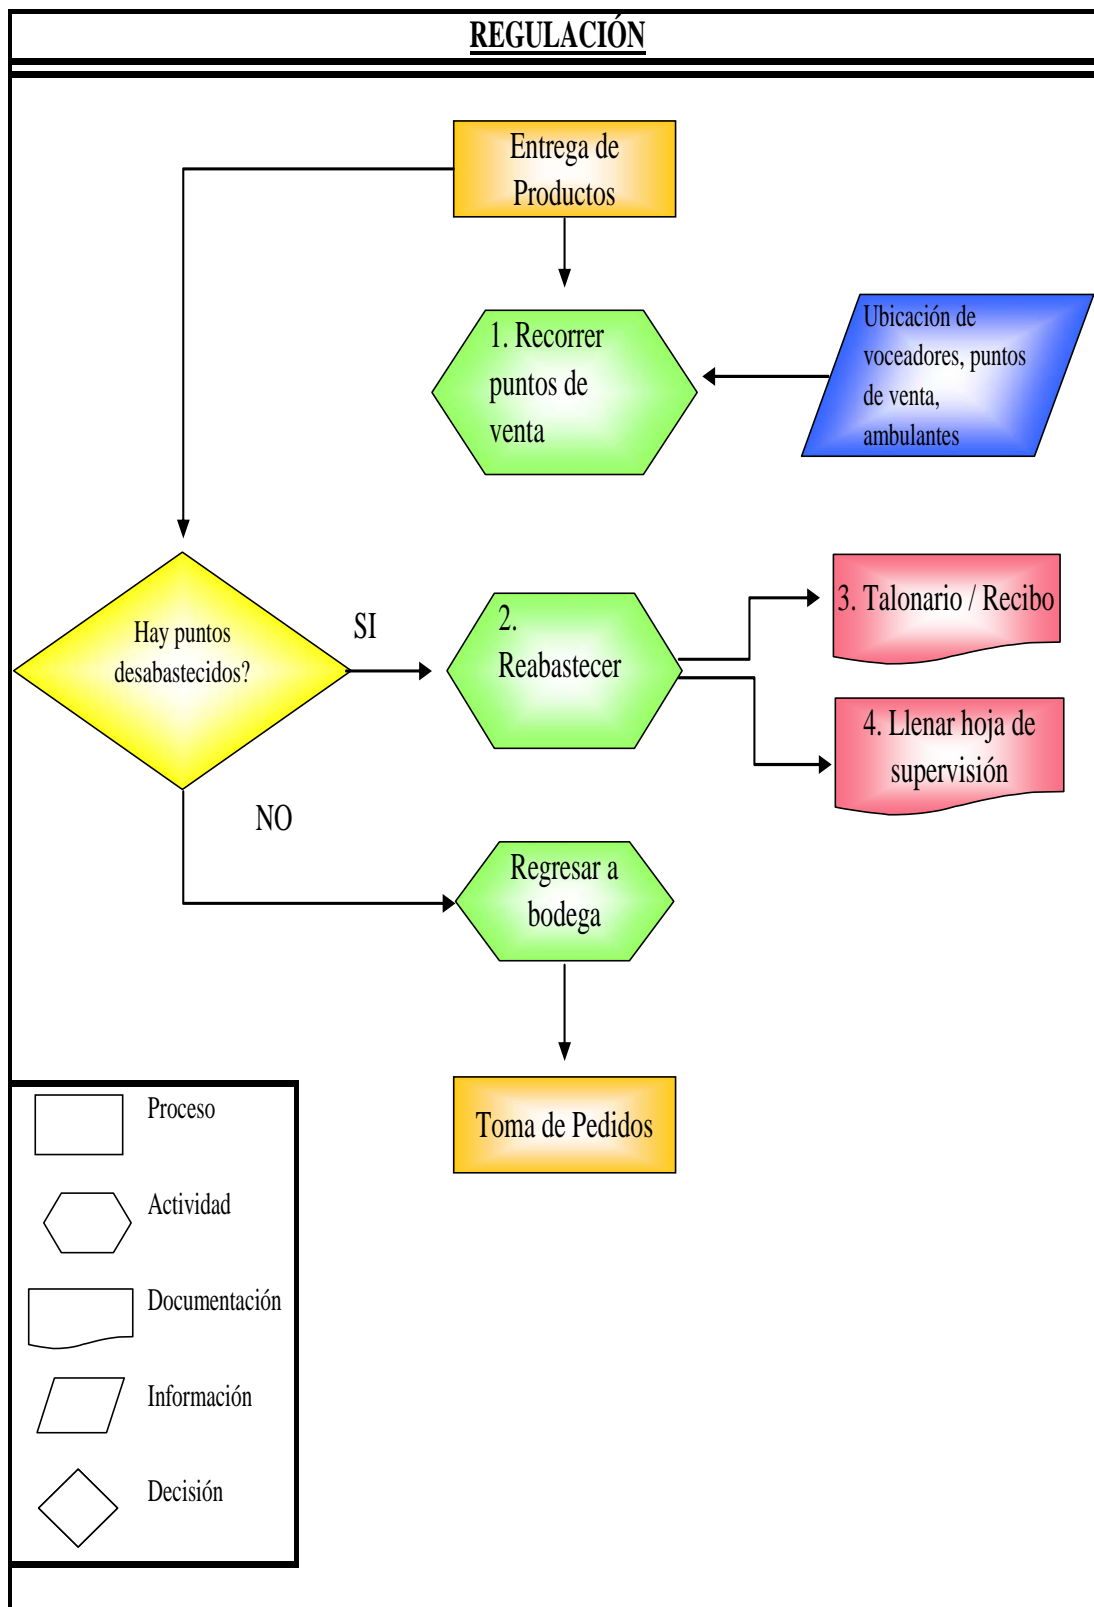 REGULACIÓN
Entrega de
Productos
1. Recorrer
puntos de
venta
Ubicación de
voceadores, puntos
de venta,
ambulantes
Hay puntos
desabastecidos?
SI
2.
Reabastecer
3. Talonario / Recibo
4. Llenar hoja de
supervisión
NO
Regresar a
bodega
Toma de Pedidos
Proceso
Actividad
Documentación
Información
Decisión